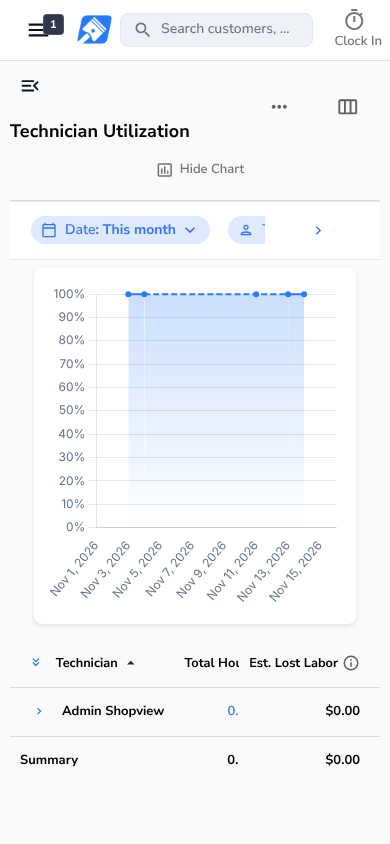 1
Search customers, ...
Clock In
Technician Utilization
Hide Chart
Date: This month
100%
90%
80%
70%
60%
50%
40%
30%
20%
10%
0%
Nov 1, 2026
Nov 3, 2026
Nov 5, 2026
Nov 7, 2026
Nov 9, 2026
Nov 11, 2026
Nov 13, 2026
Nov 15, 2026
Technician Total Hou Est. Lost Labor
Admin Shopview 0. $0.00
Summary 0. $0.00